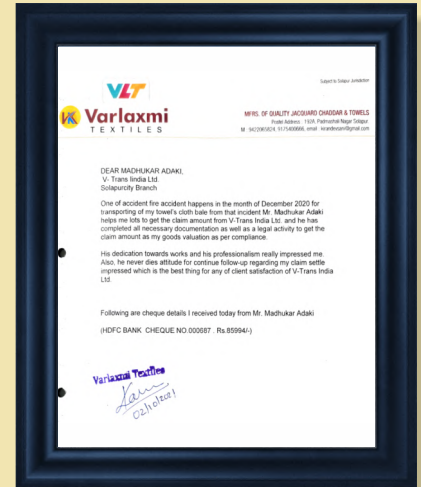 Subject to Solapur Jurisdiction
VLT
VK Varlaxmi
TEXTILES
MFRS. OF QUALITY JACQUARD CHADDAR & TOWELS
Padmashali Nagar Solapur.
DEAR MADHUKAR ADAKI,
V- Trans Iindia Ltd.
Solapurcity Branch
One of accident fire accident happens in the month of December 2020 for
transporting of my towel's cloth bale from that incident Mr. Madhukar Adaki
helps me lots to get the claim amount from V-Trans India Ltd. and he has
completed all necessary documentation as well as a legal activity to get the
claim amount as my goods valuation as per compliance.
His dedication towards works and his professionalism really impressed me.
Also, he never dies attitude for continue follow-up regarding my claim settle
impressed which is the best thing for any of client satisfaction of V-Trans India
Ltd.
Following are cheque details I received today from Mr. Madhukar Adaki
(HDFC BANK CHEQUE NO.000687 . Rs.85994/-)
Varlaxmi Textiles
02/10/2021